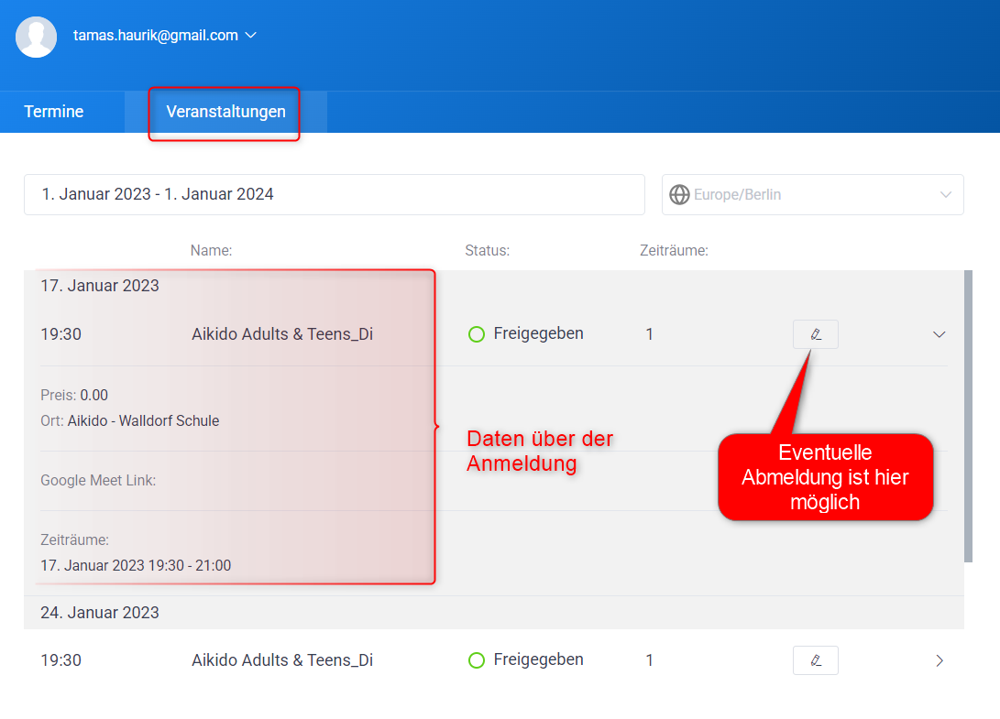 tamas.haurik@gmail.com
Termine
Veranstaltungen
1. Januar 2023 - 1. Januar 2024
Europe/Berlin
Name:
Status:
Zeiträume:
17. Januar 2023
19:30
Aikido Adults & Teens_Di
Freigegeben
1
Preis: 0.00
Ort: Aikido - Walldorf Schule
Google Meet Link:
Zeiträume:
17. Januar 2023 19:30 - 21:00
Daten über der
Anmeldung
Eventuelle
Abmeldung ist hier
möglich
24. Januar 2023
19:30
Aikido Adults & Teens_Di
Freigegeben
1